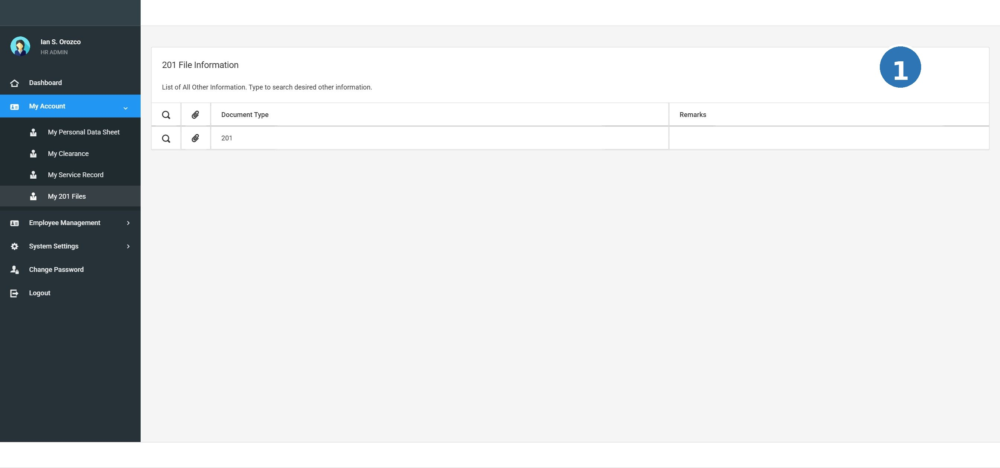 Ian S. Orozco
HR ADMIN
Dashboard
My Account
My Personal Data Sheet
My Clearance
My Service Record
My 201 Files
Employee Management
System Settings
Change Password
Logout
201 File Information
1
List of All Other Information. Type to search desired other information.
Document Type Remarks
201